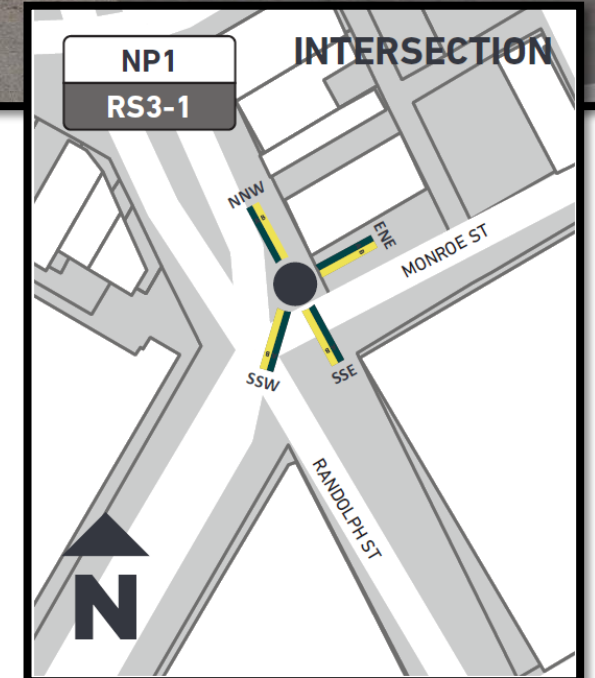 NP1
RS3-1
INTERSECTION
NNW
ENE
MONROE ST
SSW
SSE
RANDOLPH ST
N